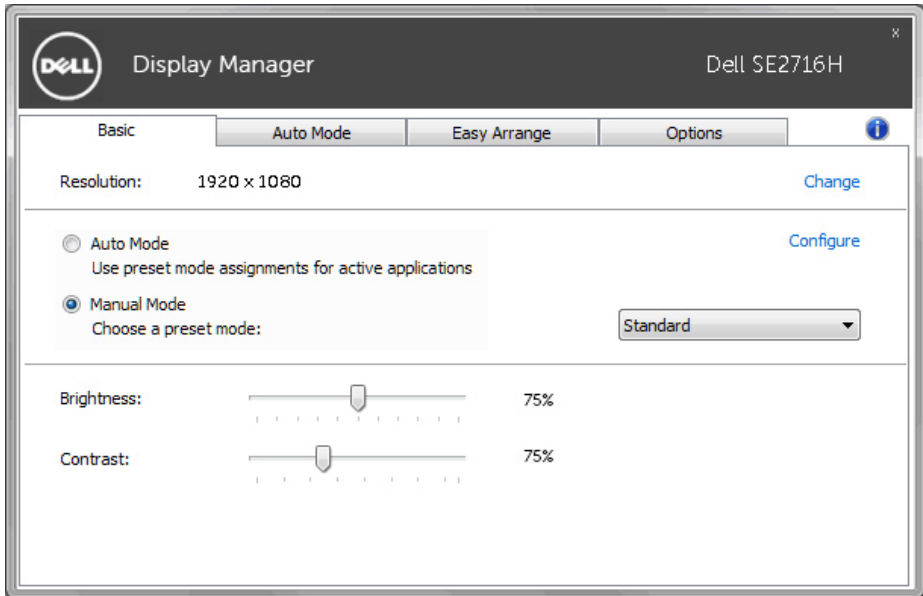 DELL Display Manager Dell SE2716H x
Basic Auto Mode Easy Arrange Options i
Resolution: 1920 x 1080 Change
Auto Mode Configure
Use preset mode assignments for active applications
Manual Mode
Choose a preset mode: Standard
Brightness: 75%
Contrast: 75%